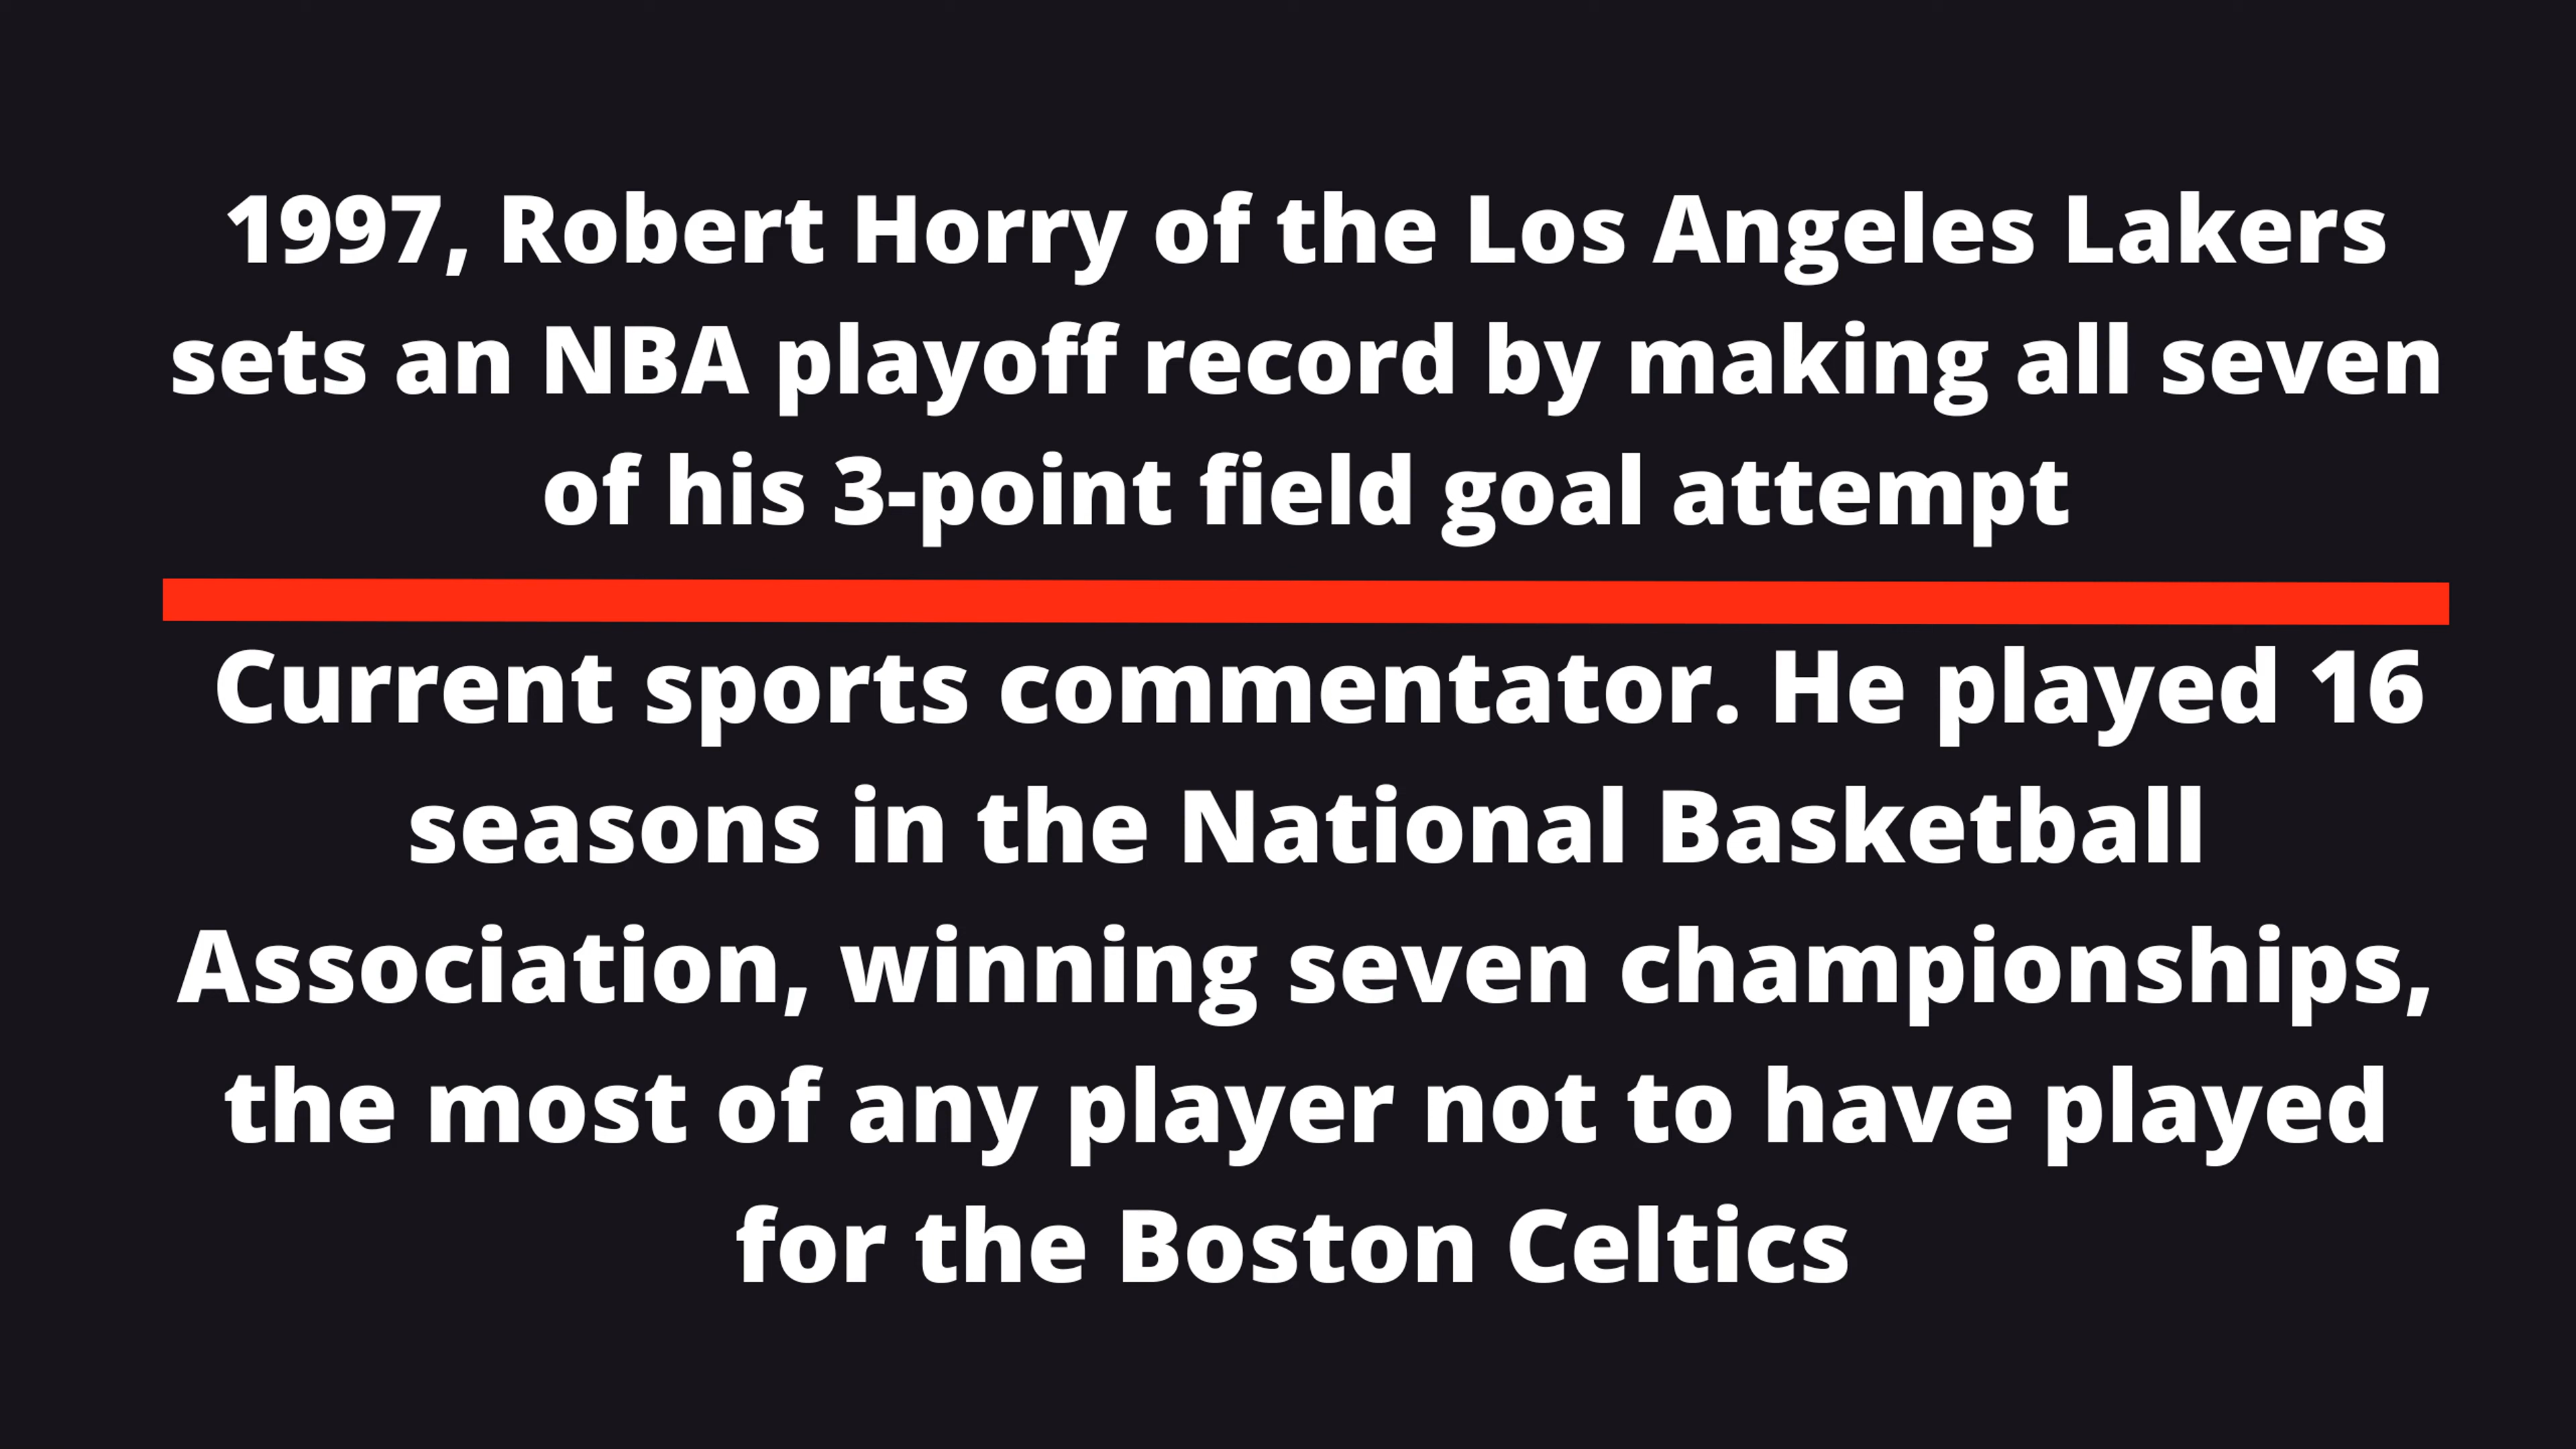 1997, Robert Horry of the Los Angeles Lakers
sets an NBA playoff record by making all seven
of his 3-point field goal attempt
Current sports commentator. He played 16
seasons in the National Basketball
Association, winning seven championships,
the most of any player not to have played
for the Boston Celtics